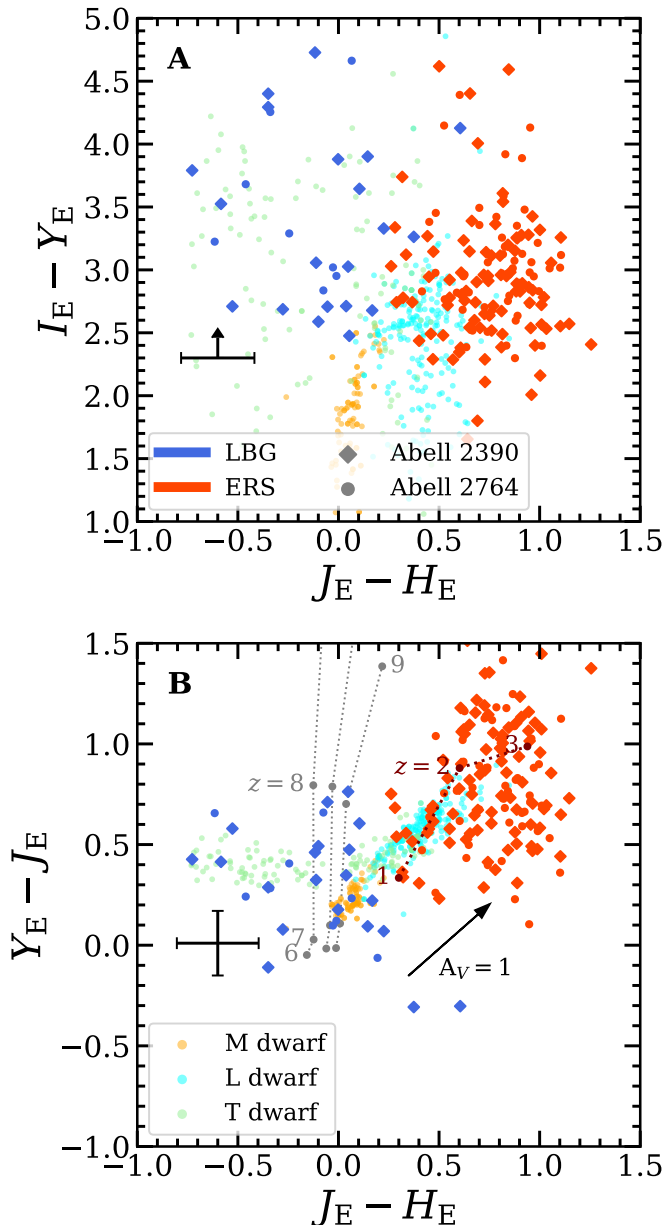 A
5.0
4.5
4.0
3.5
3.0
2.5
2.0
1.5
1.0
I_E − Y_E
LBG
ERS
Abell 2390
Abell 2764
−1.0 −0.5 0.0 0.5 1.0 1.5
J_E − H_E
B
1.5
1.0
0.5
0.0
−0.5
−1.0
Y_E − J_E
9
z = 8
7
6
z = 2
3
1
A_V = 1
M dwarf
L dwarf
T dwarf
−1.0 −0.5 0.0 0.5 1.0 1.5
J_E − H_E